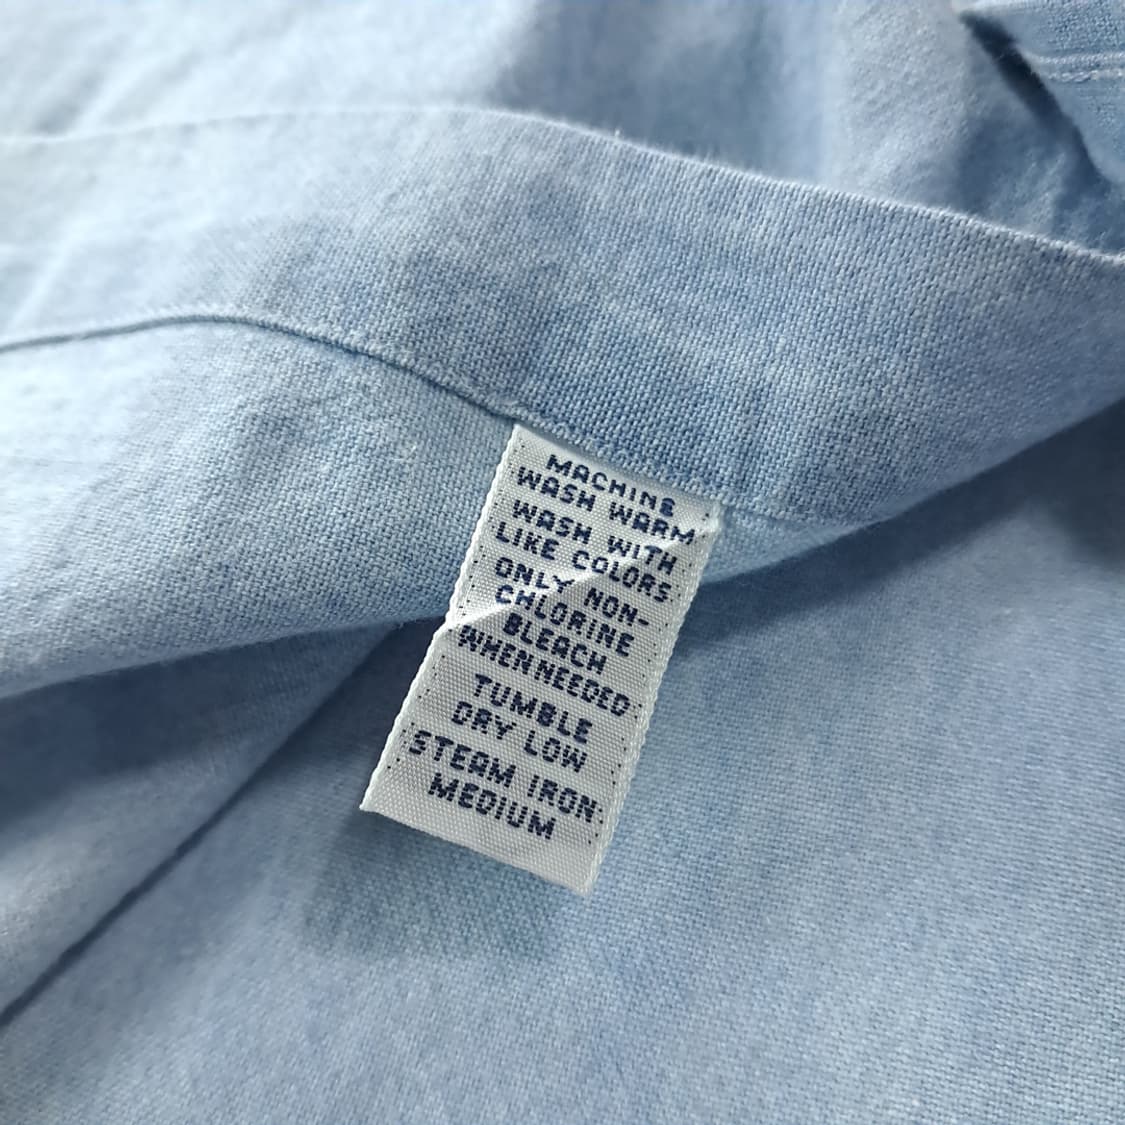 MACHINE
WASH WARM
WASH WITH
LIKE COLORS
ONLY NON-
CHLORINE
BLEACH
WHEN NEEDED
TUMBLE
DRY LOW
STEAM IRON
MEDIUM